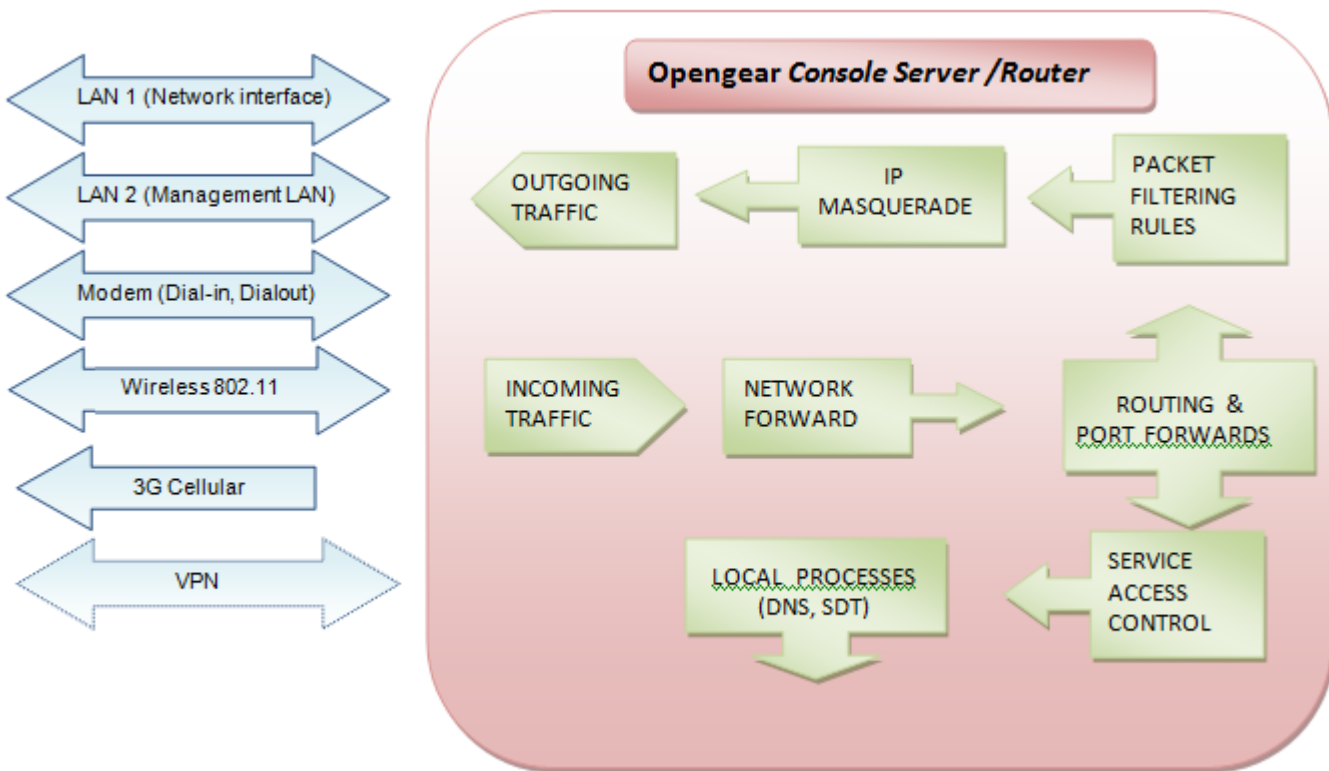 LAN 1 (Network interface)
LAN 2 (Management LAN)
Modem (Dial-in, Dialout)
Wireless 802.11
3G Cellular
VPN
Opengear Console Server /Router
OUTGOING
TRAFFIC
IP
MASQUERADE
PACKET
FILTERING
RULES
INCOMING
TRAFFIC
NETWORK
FORWARD
ROUTING &
PORT FORWARDS
LOCAL PROCESSES
(DNS, SDT)
SERVICE
ACCESS
CONTROL